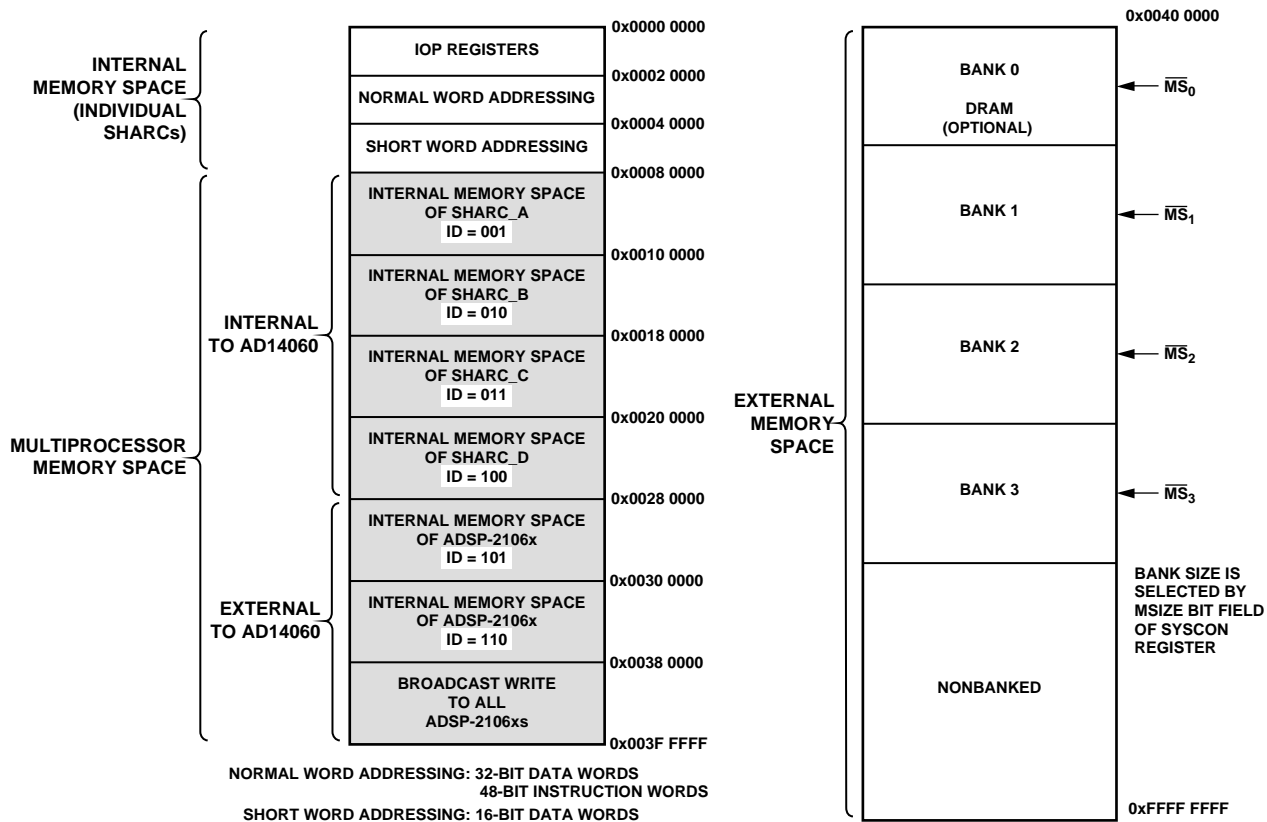 0x0000 0000
IOP REGISTERS
0x0002 0000
INTERNAL
MEMORY SPACE
(INDIVIDUAL
SHARCs)
NORMAL WORD ADDRESSING
0x0004 0000
SHORT WORD ADDRESSING
0x0008 0000
INTERNAL MEMORY SPACE
OF SHARC_A
ID = 001
0x0010 0000
INTERNAL MEMORY SPACE
OF SHARC_B
ID = 010
INTERNAL
TO AD14060
0x0018 0000
INTERNAL MEMORY SPACE
OF SHARC_C
ID = 011
0x0020 0000
MULTIPROCESSOR
MEMORY SPACE
INTERNAL MEMORY SPACE
OF SHARC_D
ID = 100
0x0028 0000
INTERNAL MEMORY SPACE
OF ADSP-2106x
ID = 101
0x0030 0000
EXTERNAL
TO AD14060
INTERNAL MEMORY SPACE
OF ADSP-2106x
ID = 110
0x0038 0000
BROADCAST WRITE
TO ALL
ADSP-2106xs
0x003F FFFF
NORMAL WORD ADDRESSING: 32-BIT DATA WORDS
48-BIT INSTRUCTION WORDS
SHORT WORD ADDRESSING: 16-BIT DATA WORDS
0x0040 0000
BANK 0
M̅S̅0
DRAM
(OPTIONAL)
BANK 1
M̅S̅1
BANK 2
M̅S̅2
EXTERNAL
MEMORY
SPACE
BANK 3
M̅S̅3
BANK SIZE IS
SELECTED BY
MSIZE BIT FIELD
OF SYSCON
REGISTER
NONBANKED
0xFFFF FFFF